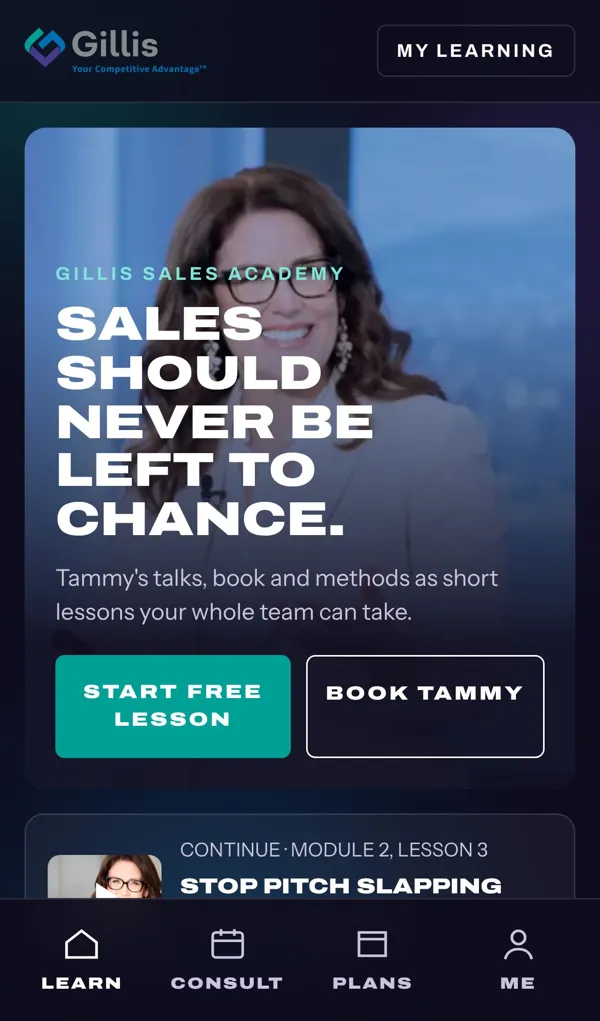 Gillis
Your Competitive Advantage™
MY LEARNING
GILLIS SALES ACADEMY
SALES
SHOULD
NEVER BE
LEFT TO
CHANCE.
Tammy's talks, book and methods as short
lessons your whole team can take.
START FREE
LESSON
BOOK TAMMY
CONTINUE · MODULE 2, LESSON 3
STOP PITCH SLAPPING
LEARN
CONSULT
PLANS
ME